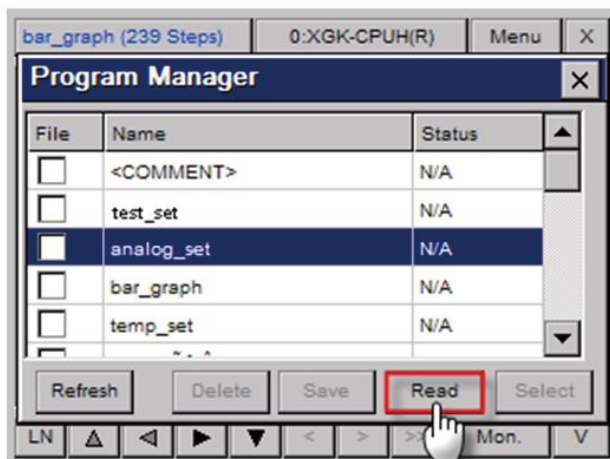 bar_graph (239 Steps) 0:XGK-CPUH(R) Menu X
Program Manager
File Name Status
<COMMENT> N/A
test_set N/A
analog_set N/A
bar_graph N/A
temp_set N/A
Refresh Delete Save Read Select
LN < > Mon. V